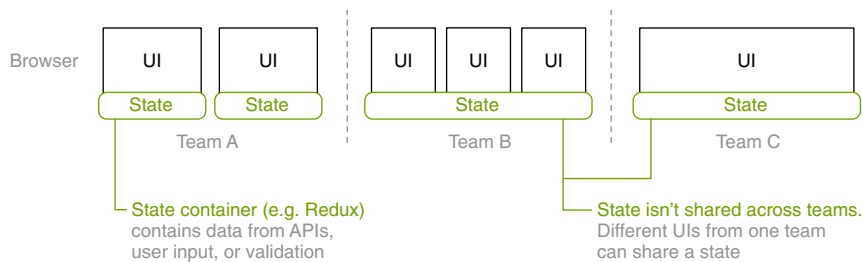 Browser
UI
UI
UI
UI
UI
UI
State
State
State
State
Team A
Team B
Team C
State container (e.g. Redux)
contains data from APIs,
user input, or validation
State isn't shared across teams.
Different UIs from one team
can share a state